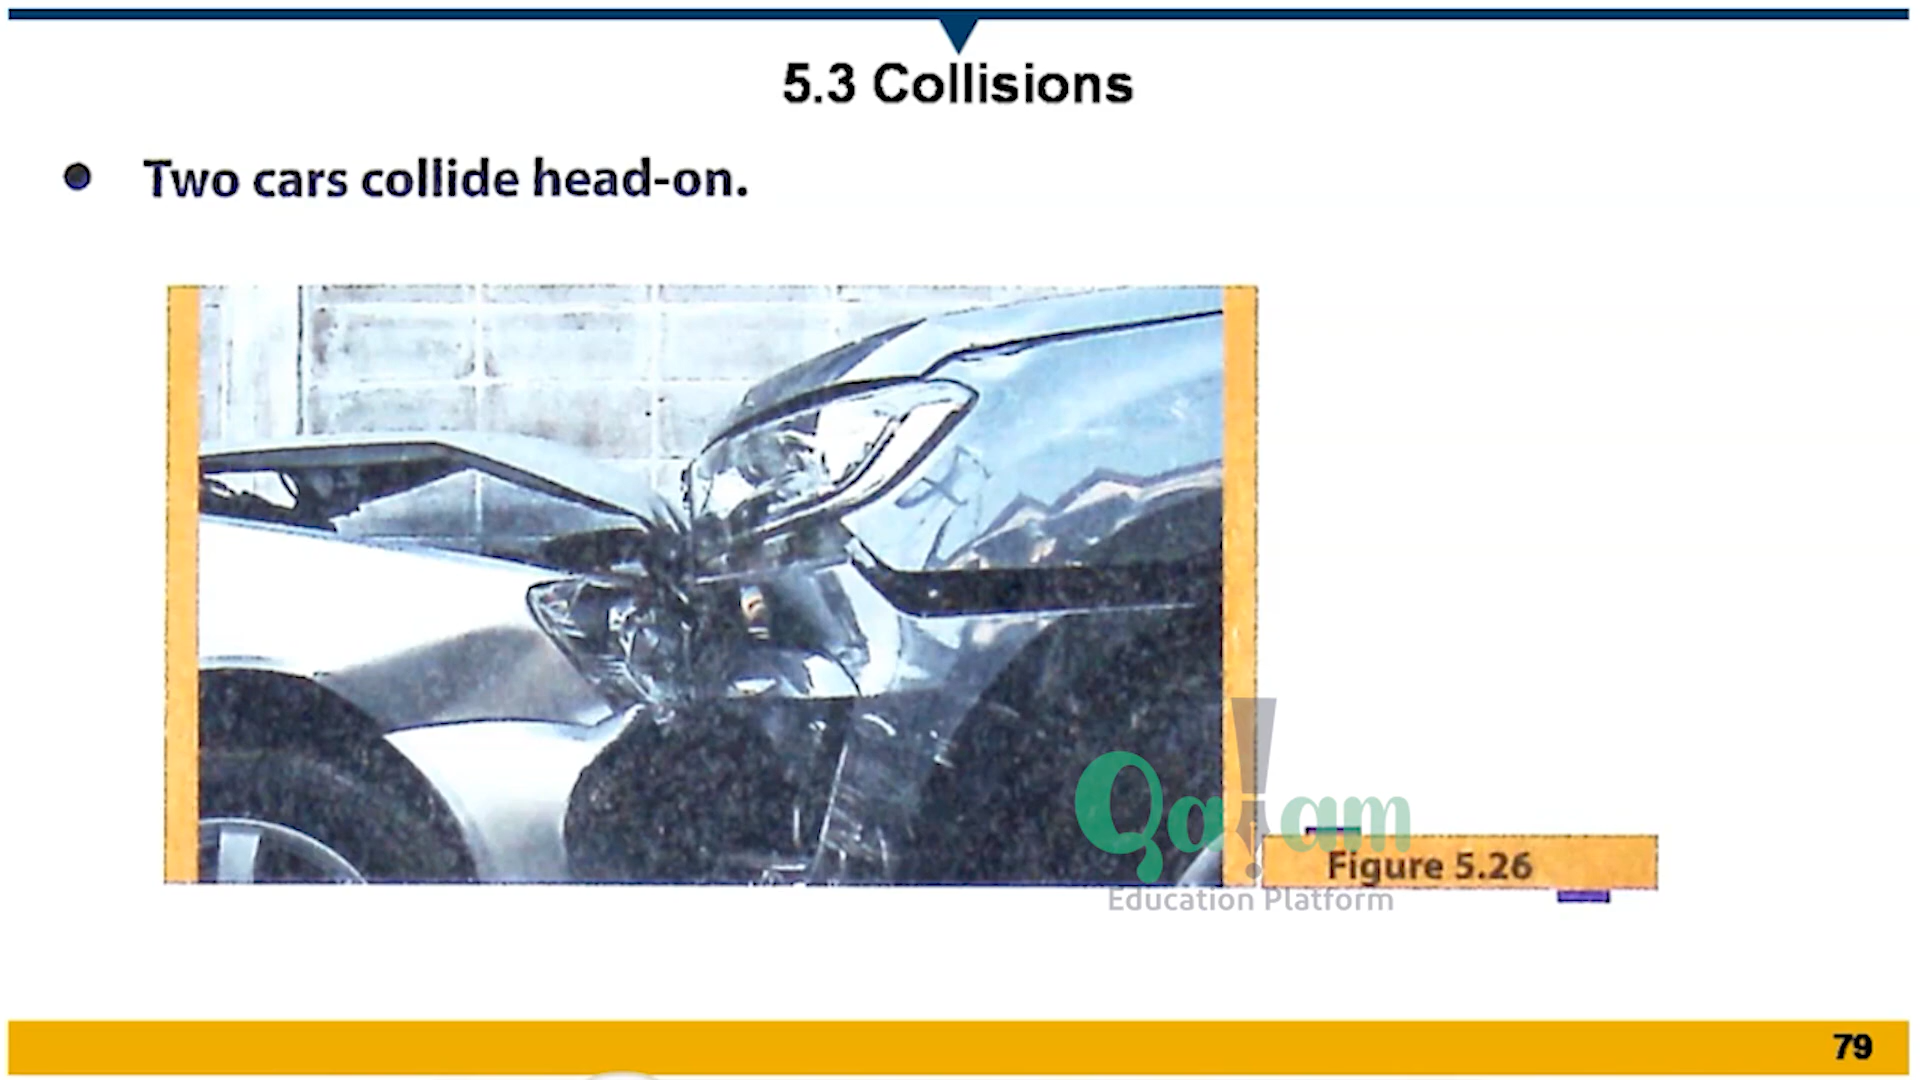 5.3 Collisions
Two cars collide head-on.
Qalam
Education Platform
Figure 5.26
79